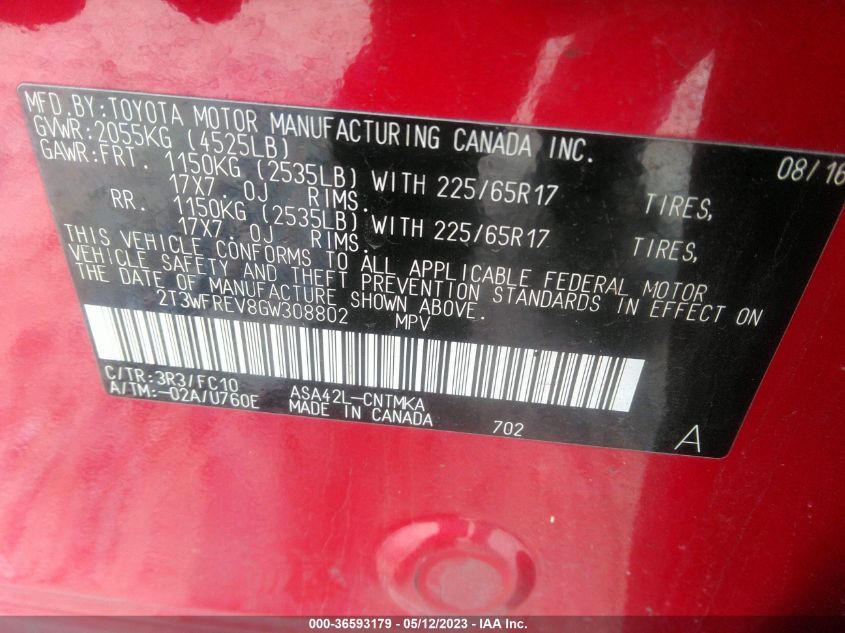 MFD.BY:TOYOTA MOTOR MANUFACTURING CANADA INC.
08/16
GVWR:2055KG (4525LB)
GAWR:FRT. 1150KG (2535LB) WITH 225/65R17 TIRES,
17X7.0J RIMS.
RR. 1150KG (2535LB) WITH 225/65R17 TIRES,
17X7.0J RIMS.
THIS VEHICLE CONFORMS TO ALL APPLICABLE FEDERAL MOTOR
VEHICLE SAFETY AND THEFT PREVENTION STANDARDS IN EFFECT ON
THE DATE OF MANUFACTURE SHOWN ABOVE.
2T3WFREV8GW308802 MPV
C/TR:3R3/FC10 ASA42L-CNTMKA
A/TM:-02A/U760E MADE IN CANADA 702 A
000-36593179 - 05/12/2023 - IAA Inc.